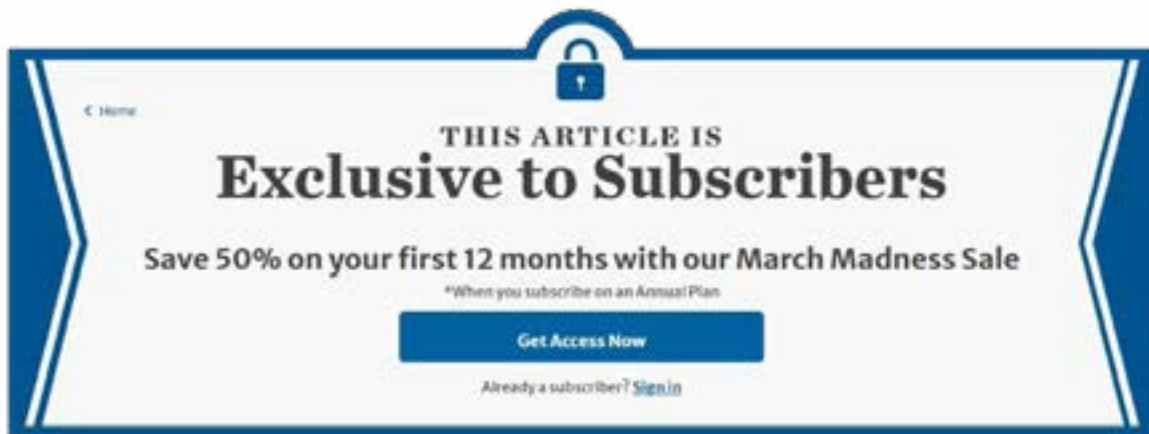 < Home
THIS ARTICLE IS
Exclusive to Subscribers
Save 50% on your first 12 months with our March Madness Sale
*When you subscribe on an Annual Plan
Get Access Now
Already a subscriber? Sign in